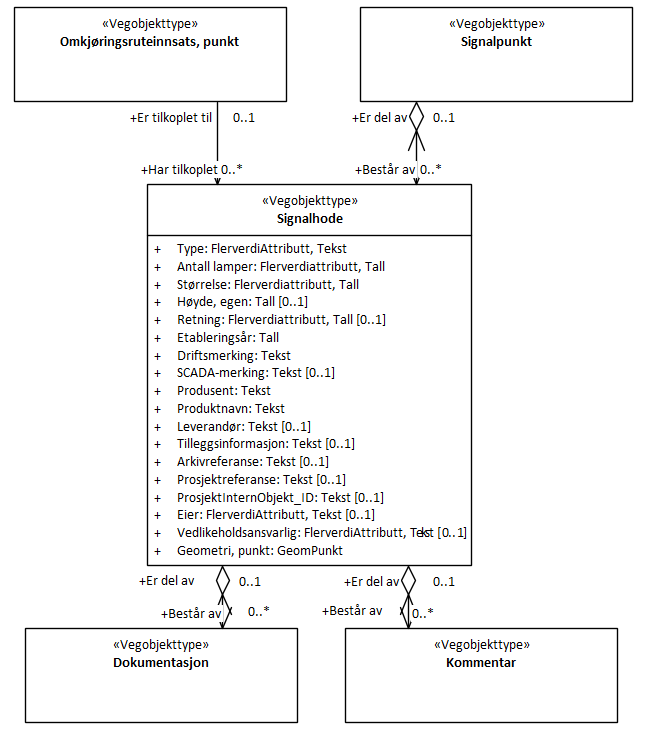 «Vegobjekttype»
Omkjøringsruteinnsats, punkt
«Vegobjekttype»
Signalpunkt
+Er tilkoplet til 0..1
+Er del av 0..1
+Har tilkoplet 0..*
+Består av 0..*
«Vegobjekttype»
Signalhode
+ Type: FlerverdiAttributt, Tekst
+ Antall lamper: Flerverdiattributt, Tall
+ Størrelse: Flerverdiattributt, Tall
+ Høyde, egen: Tall [0..1]
+ Retning: Flerverdiattributt, Tall [0..1]
+ Etableringsår: Tall
+ Driftsmerking: Tekst
+ SCADA-merking: Tekst [0..1]
+ Produsent: Tekst
+ Produktnavn: Tekst
+ Leverandør: Tekst [0..1]
+ Tilleggsinformasjon: Tekst [0..1]
+ Arkivreferanse: Tekst [0..1]
+ Prosjektreferanse: Tekst [0..1]
+ ProsjektInternObjekt_ID: Tekst [0..1]
+ Eier: FlerverdiAttributt, Tekst [0..1]
+ Vedlikeholdsansvarlig: FlerverdiAttributt, Tekst [0..1]
+ Geometri, punkt: GeomPunkt
+Er del av 0..1
+Er del av 0..1
+Består av 0..*
+Består av 0..*
«Vegobjekttype»
Dokumentasjon
«Vegobjekttype»
Kommentar